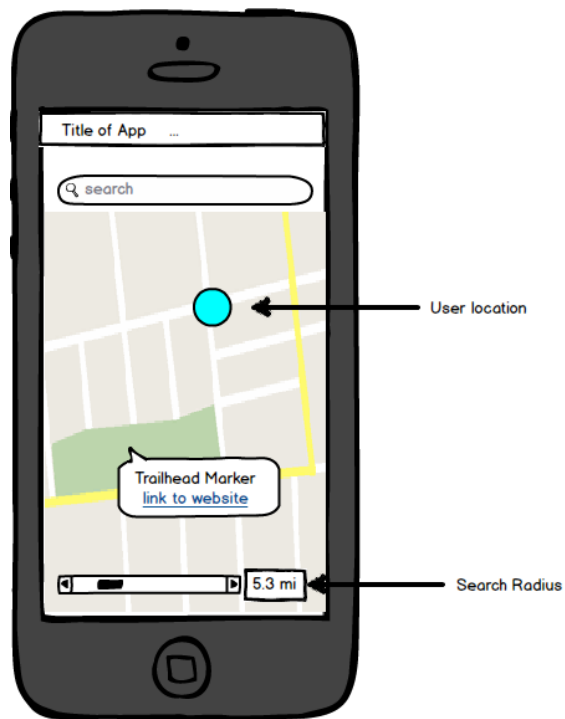 Title of App ...
search
User location
Trailhead Marker
link to website
5.3 mi
Search Radius